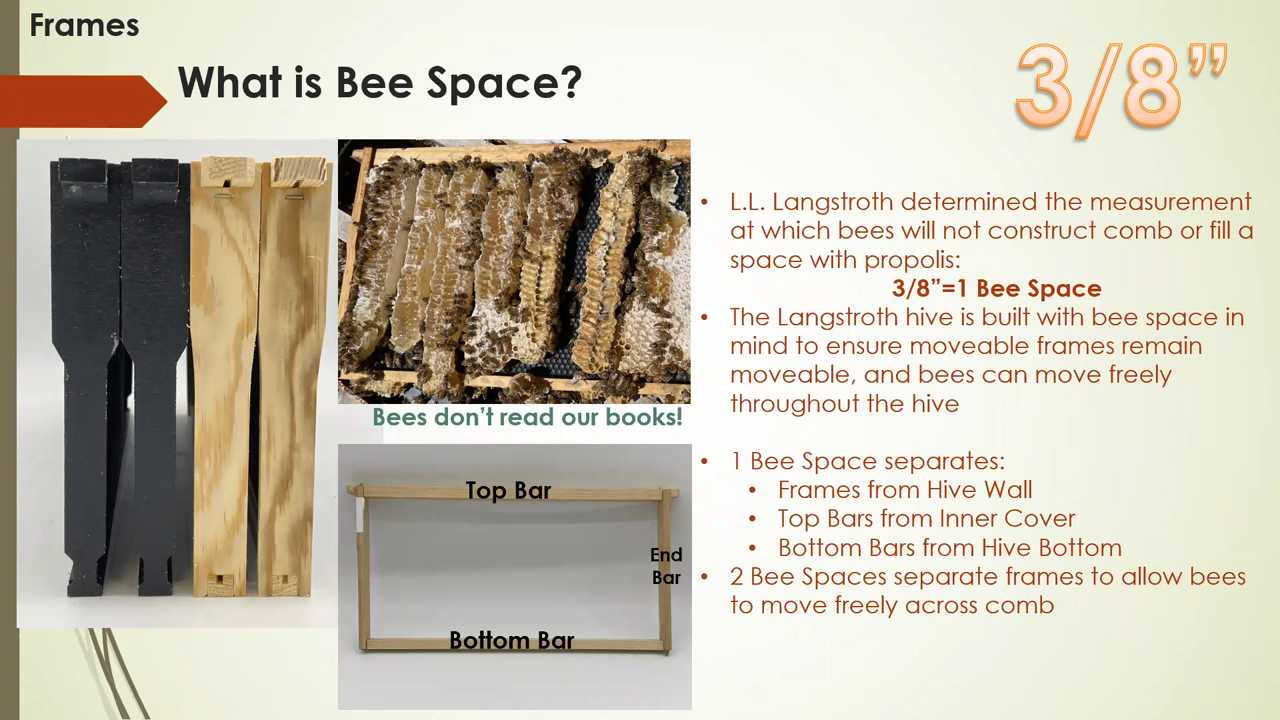 Frames
What is Bee Space?
3/8”
• L.L. Langstroth determined the measurement
at which bees will not construct comb or fill a
space with propolis:
3/8”=1 Bee Space
• The Langstroth hive is built with bee space in
mind to ensure moveable frames remain
moveable, and bees can move freely
throughout the hive
• 1 Bee Space separates:
• Frames from Hive Wall
• Top Bars from Inner Cover
• Bottom Bars from Hive Bottom
• 2 Bee Spaces separate frames to allow bees
to move freely across comb
Bees don’t read our books!
Top Bar
End
Bar
Bottom Bar